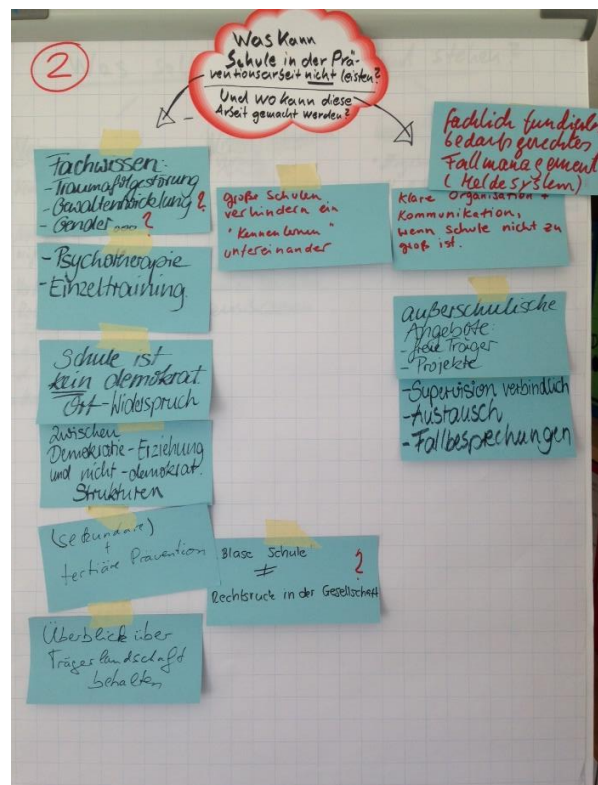 2
Was kann
Schule in der Prä-
ventionsarbeit nicht leisten?
Und wo kann diese
Arbeit gemacht werden?
Fachwissen:
- Traumafolgestörung
- Gewaltentwicklung ?
- Gender.... ?
- Psychotherapie
- Einzeltraining
Schule ist
kein demokrat.
Ort - Widerspruch
zwischen
Demokratie-Erziehung
und nicht-demokrat.
Strukturen
(sekundäre)
+
tertiäre Prävention
Überblick über
Trägerlandschaft
behalten
große Schulen
verhindern ein
"kennenlernen"
untereinander
Blase Schule ?
≠
Rechtsruck in der Gesellschaft
fachlich fundiertes
bedarfsgerechtes
Fallmanagement
(Meldesystem)
klare Organisation +
Kommunikation,
wenn Schule nicht zu
groß ist.
außerschulische
Angebote:
- freie Träger
- Projekte
- Supervision verbindlich
- Austausch
- Fallbesprechungen